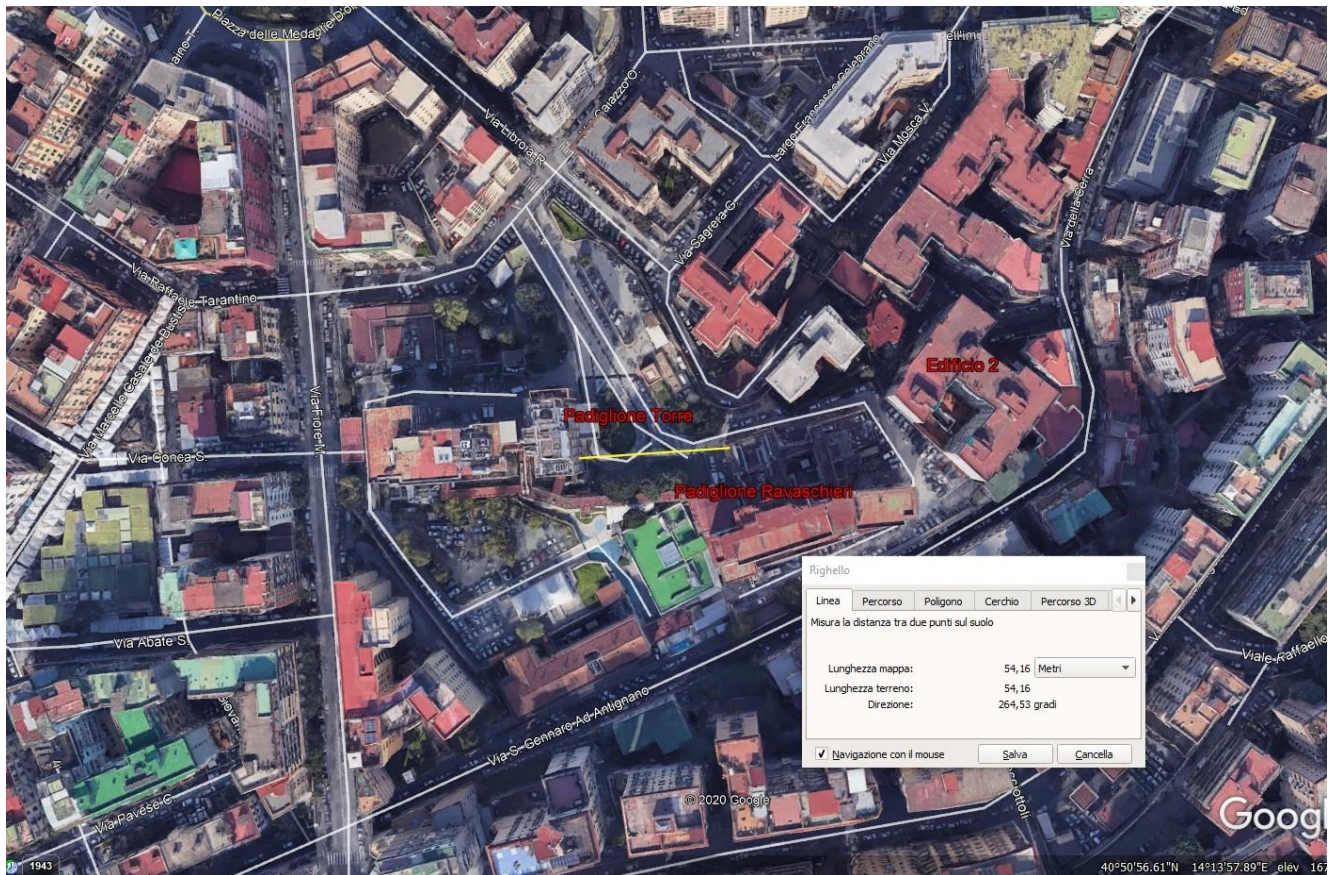 Piazza delle Medaglie D'o
Via Librola R.
Caiazzo O.
Largo Francesco Celebrano
Via Mosca V.
Via della Cerra
Via Sagrera G.
Via Raffaele Tarantino
Via Marcello Casale de Bustis
Via Fiore M.
Edificio 2
Padiglione Torre
Via Conca S.
Padiglione Ravaschieri
Righello
Linea Percorso Poligono Cerchio Percorso 3D
Misura la distanza tra due punti sul suolo
Lunghezza mappa: 54,16 Metri
Lunghezza terreno: 54,16
Direzione: 264,53 gradi
Navigazione con il mouse Salva Cancella
Via Abate S.
Viale Raffaello
Via S. Gennaro Ad Antignano
Via Pavese C.
© 2020 Google
Googl
1943
40°50'56.61"N 14°13'57.89"E elev 167